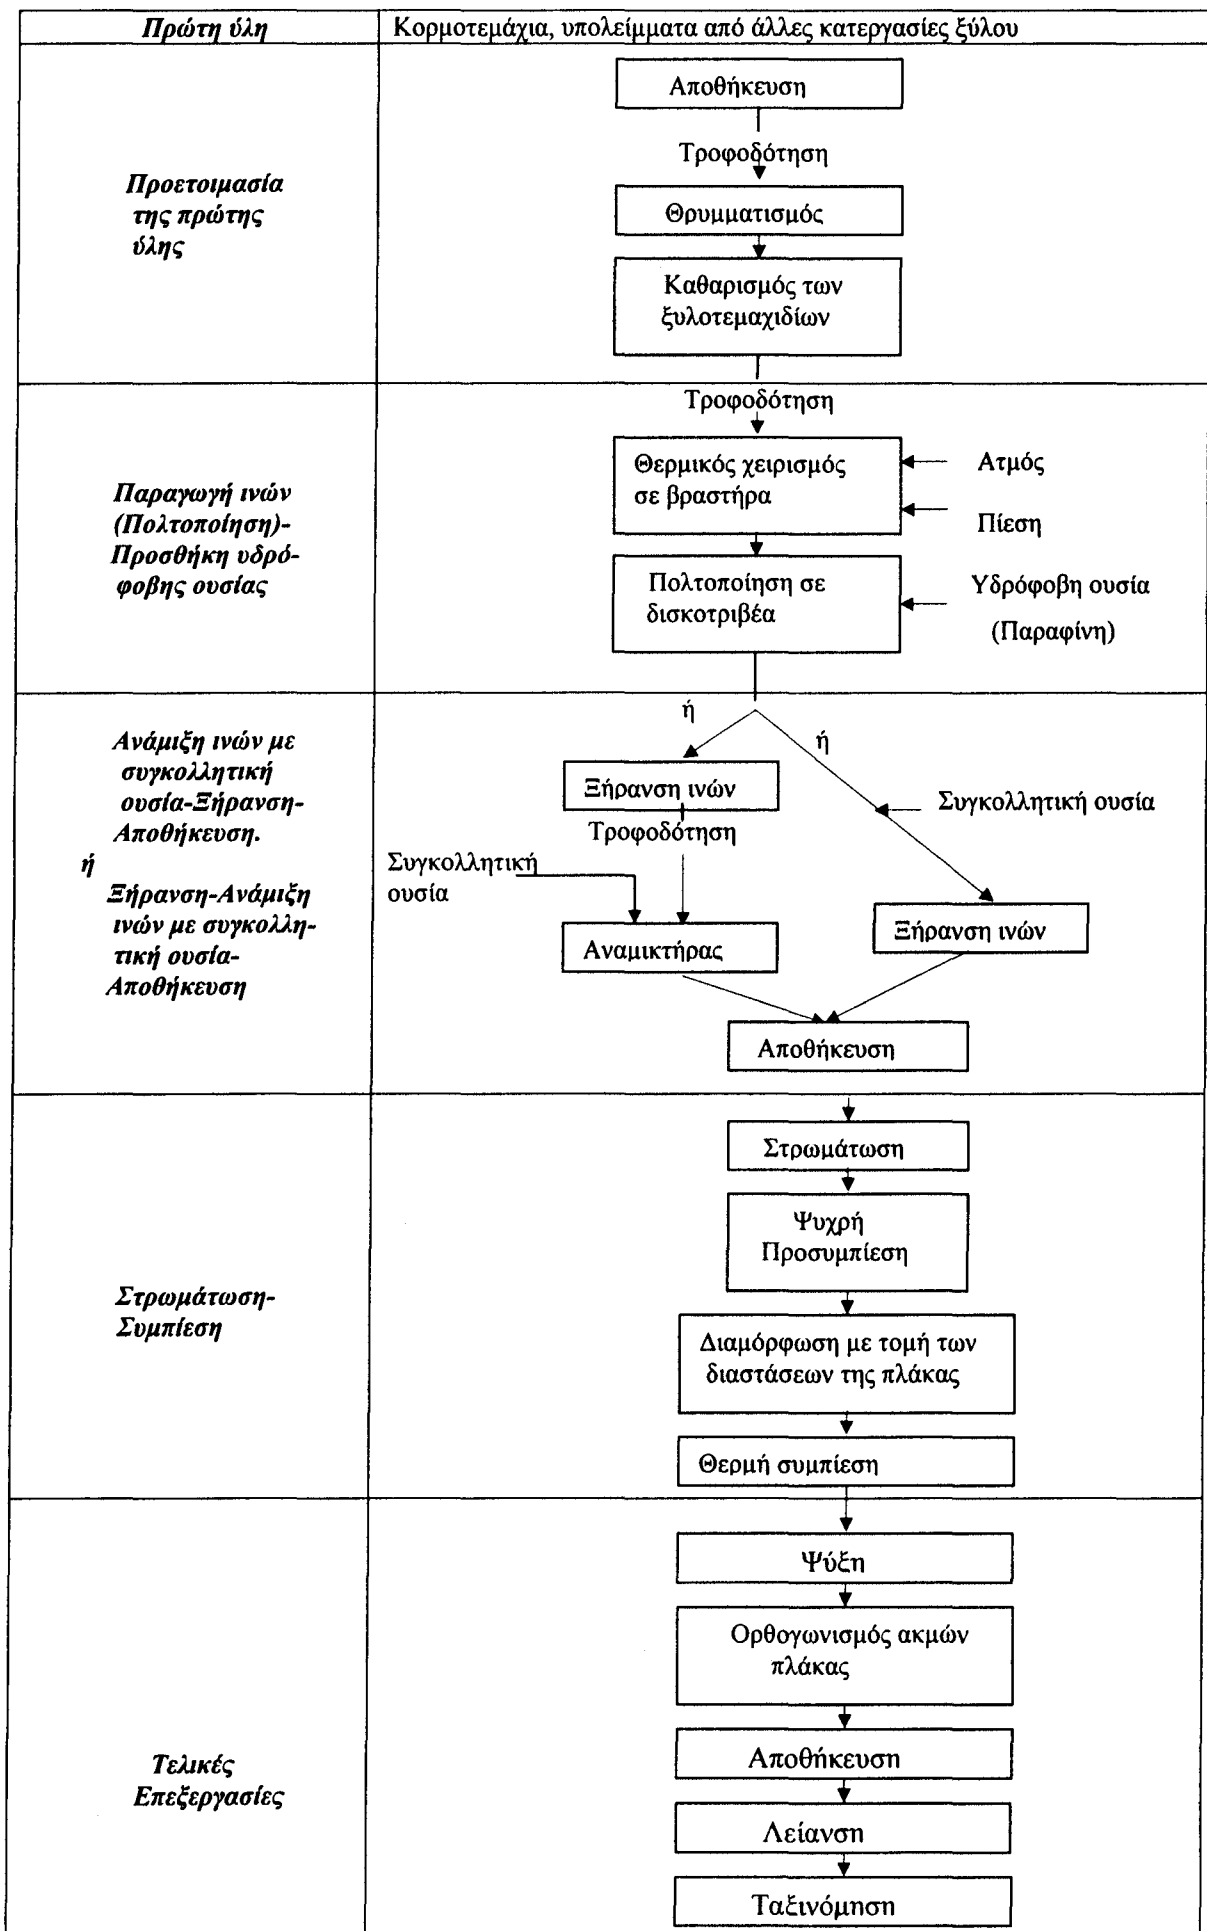 Πρώτη ύλη
Κορμοτεμάχια, υπολείμματα από άλλες κατεργασίες ξύλου
Προετοιμασία
της πρώτης
ύλης
Αποθήκευση
Τροφοδότηση
Θρυμματισμός
Καθαρισμός των
ξυλοτεμαχιδίων
Παραγωγή ινών
(Πολτοποίηση)-
Προσθήκη υδρό-
φοβης ουσίας
Τροφοδότηση
Θερμικός χειρισμός
σε βραστήρα
Ατμός
Πίεση
Πολτοποίηση σε
δισκοτριβέα
Υδρόφοβη ουσία
(Παραφίνη)
Ανάμιξη ινών με
συγκολλητική
ουσία-Ξήρανση-
Αποθήκευση.
ή
Ξήρανση-Ανάμιξη
ινών με συγκολλη-
τική ουσία-
Αποθήκευση
ή
ή
Ξήρανση ινών
Συγκολλητική ουσία
Τροφοδότηση
Συγκολλητική
ουσία
Αναμικτήρας
Ξήρανση ινών
Αποθήκευση
Στρωμάτωση-
Συμπίεση
Στρωμάτωση
Ψυχρή
Προσυμπίεση
Διαμόρφωση με τομή των
διαστάσεων της πλάκας
Θερμή συμπίεση
Τελικές
Επεξεργασίες
Ψύξη
Ορθογωνισμός ακμών
πλάκας
Αποθήκευση
Λείανση
Ταξινόμηση